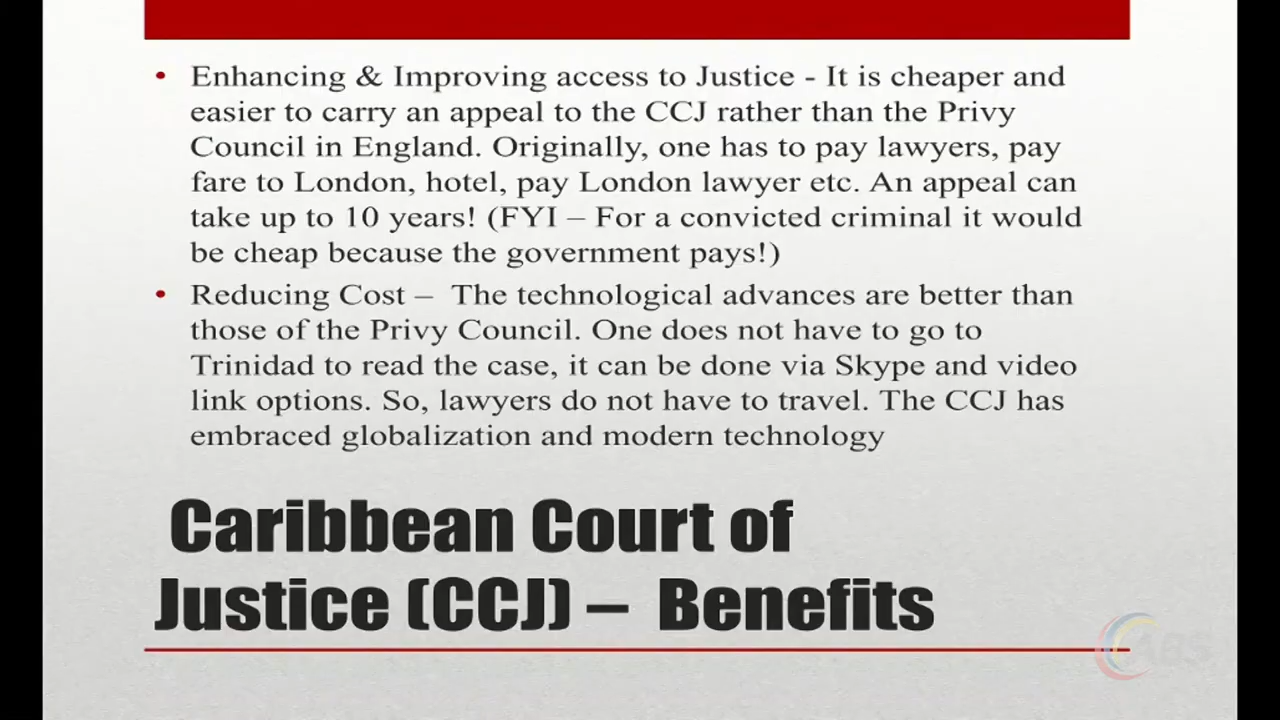 • Enhancing & Improving access to Justice - It is cheaper and
easier to carry an appeal to the CCJ rather than the Privy
Council in England. Originally, one has to pay lawyers, pay
fare to London, hotel, pay London lawyer etc. An appeal can
take up to 10 years! (FYI – For a convicted criminal it would
be cheap because the government pays!)
• Reducing Cost – The technological advances are better than
those of the Privy Council. One does not have to go to
Trinidad to read the case, it can be done via Skype and video
link options. So, lawyers do not have to travel. The CCJ has
embraced globalization and modern technology
Caribbean Court of
Justice (CCJ) – Benefits
ABS